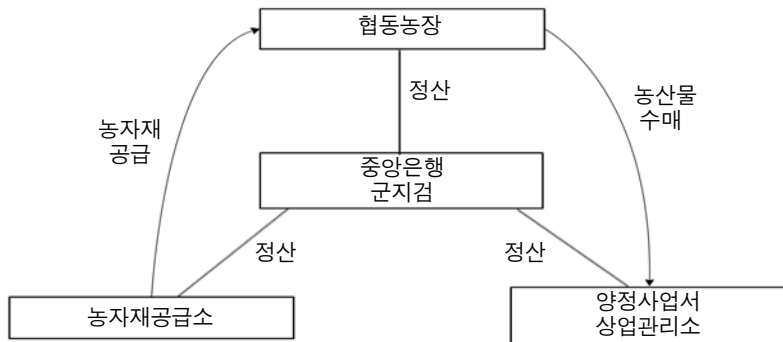 협동농장
정산
농자재
공급
농산물
수매
중앙은행
군지검
정산
정산
농자재공급소
양정사업서
상업관리소